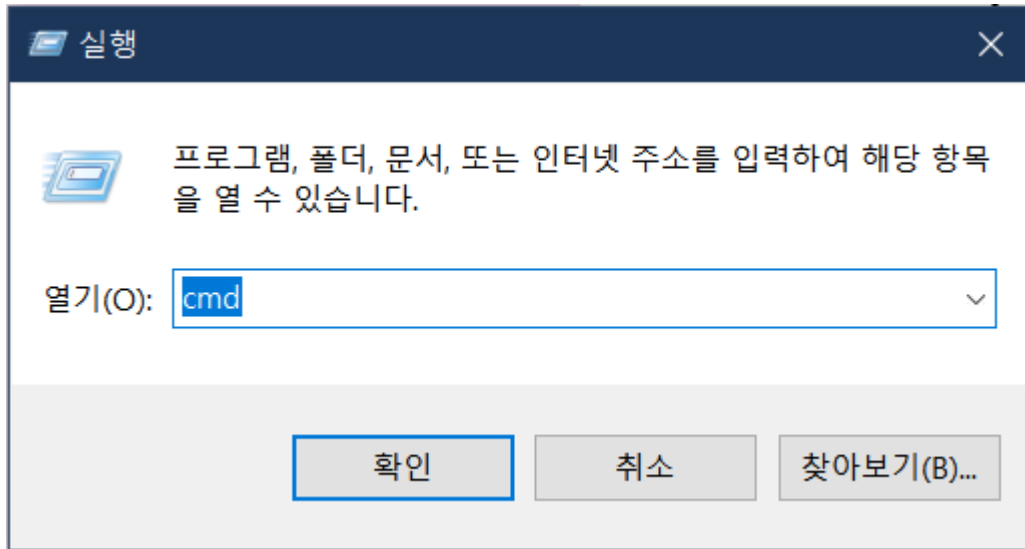 실행
프로그램, 폴더, 문서, 또는 인터넷 주소를 입력하여 해당 항목
을 열 수 있습니다.
열기(O): cmd
확인 취소 찾아보기(B)...